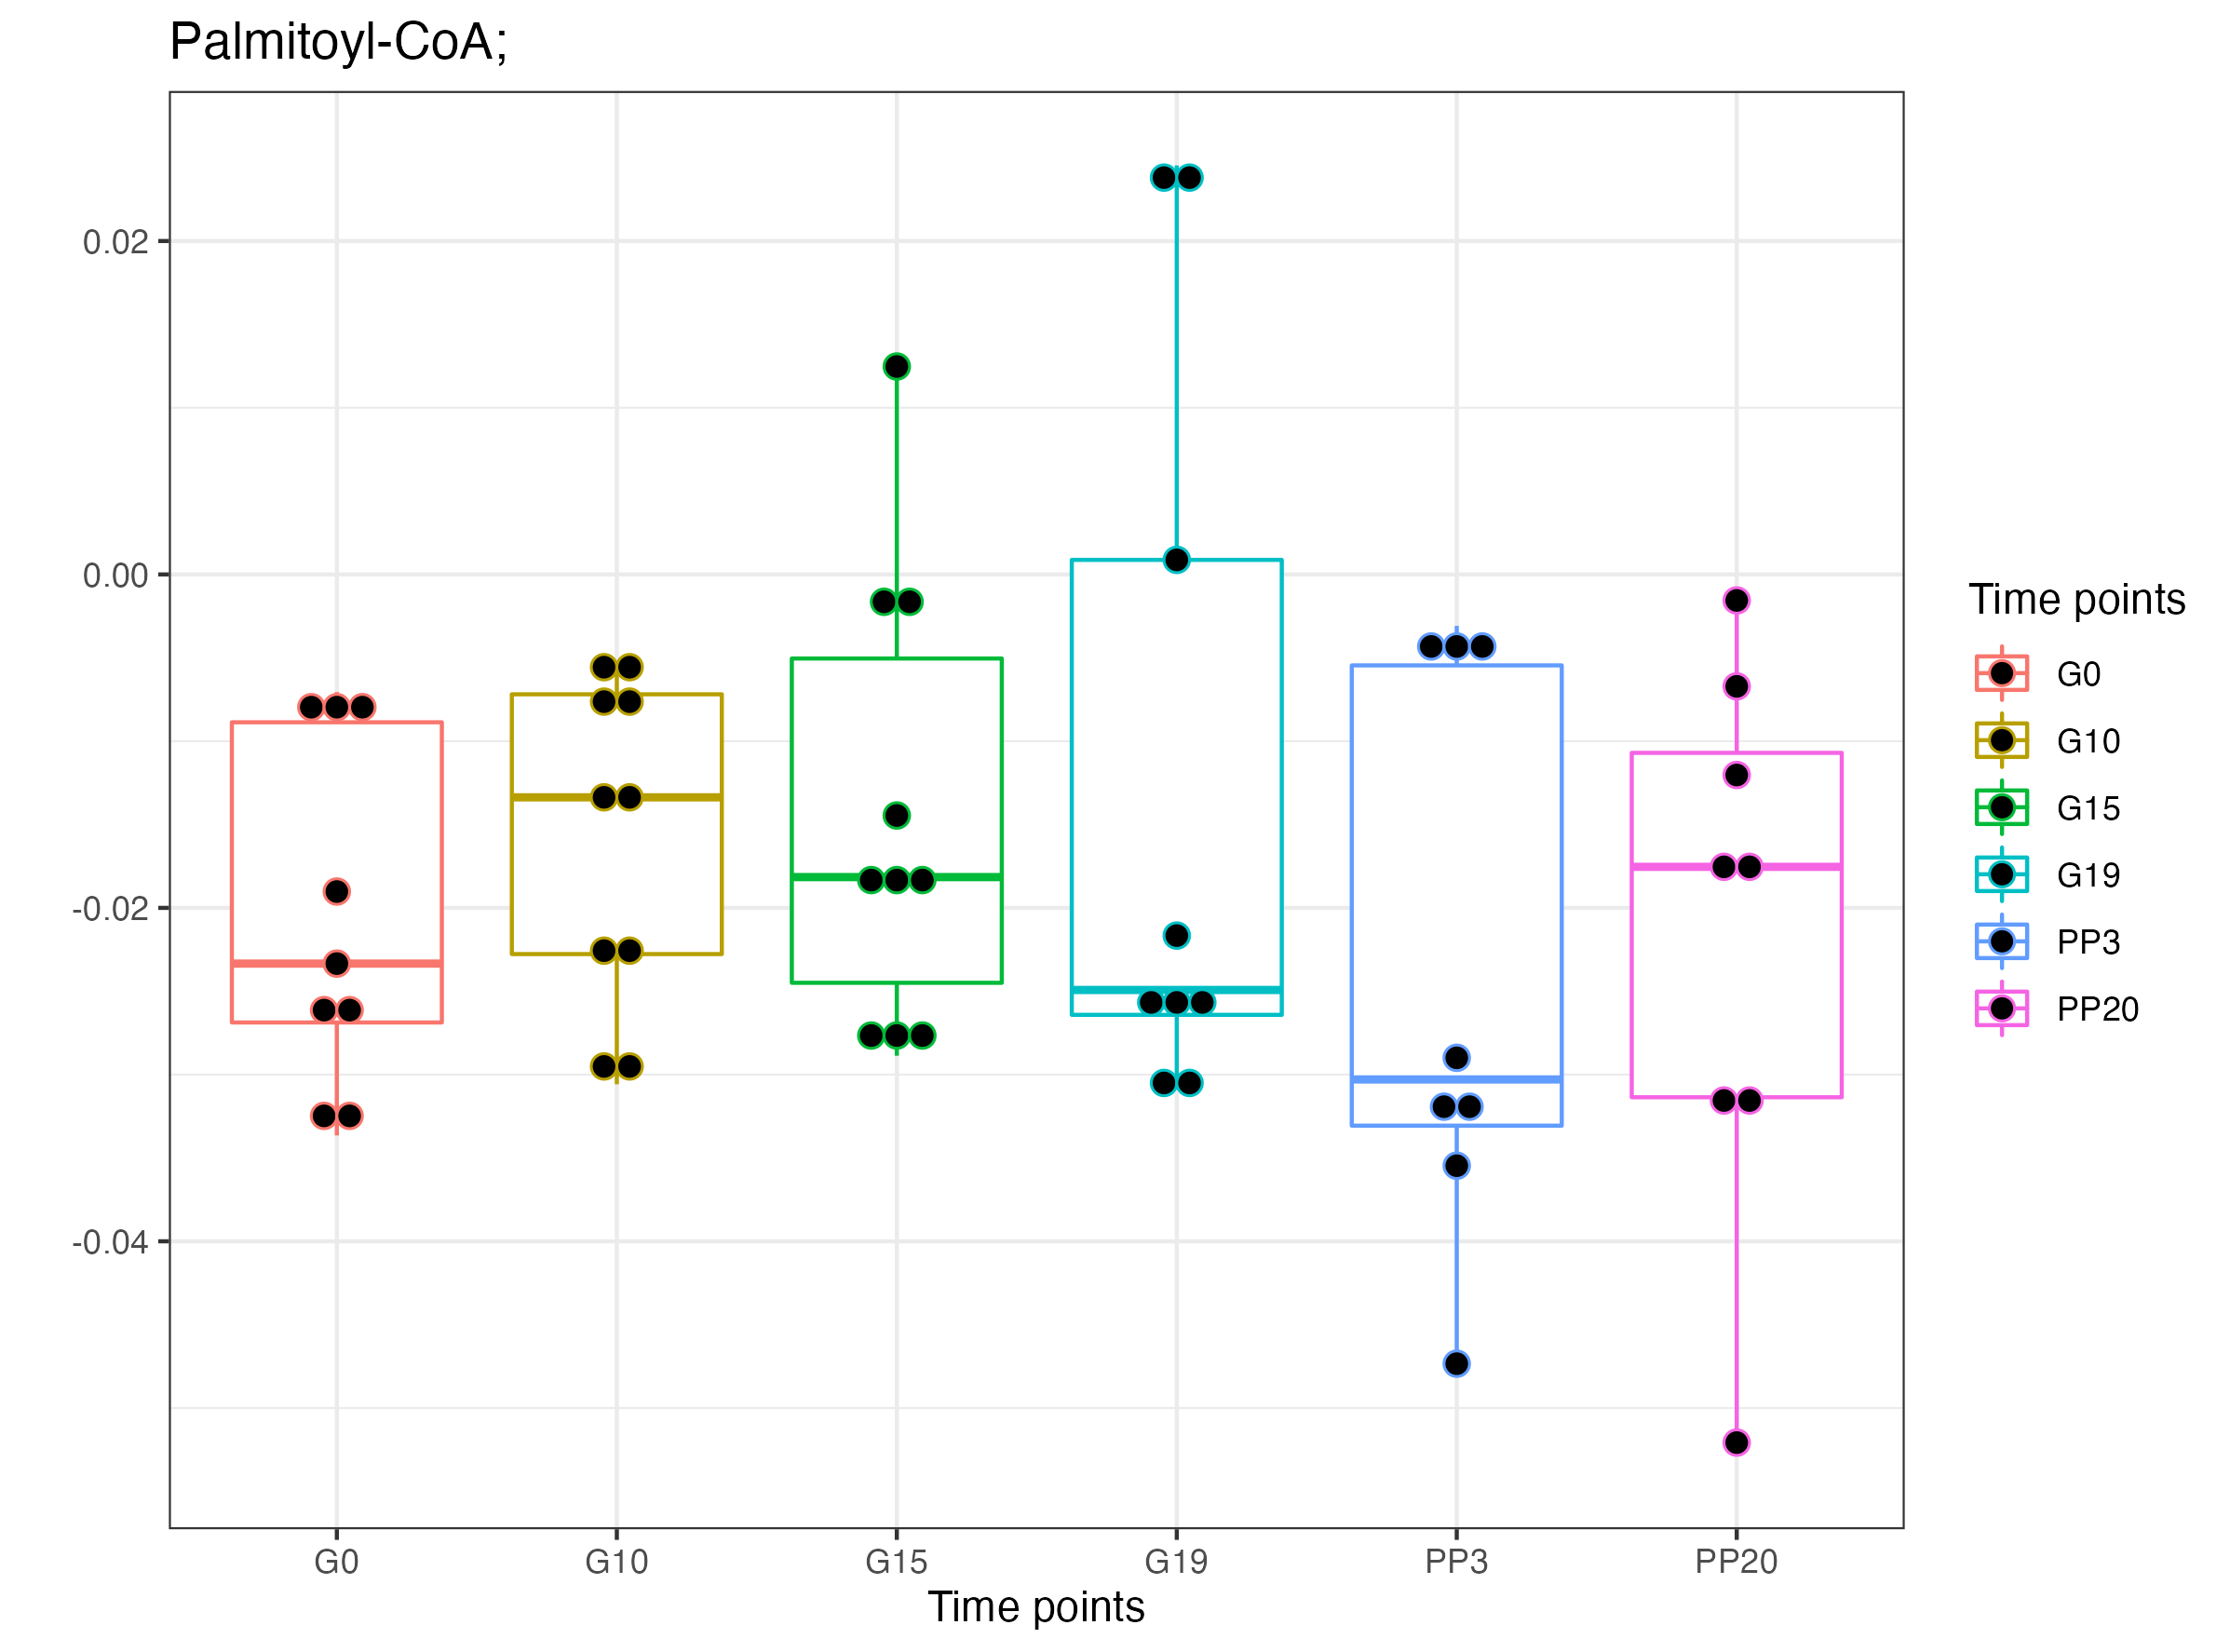 Palmitoyl-CoA;
0.02
0.00
-0.02
-0.04
G0 G10 G15 G19 PP3 PP20
Time points
Time points
G0
G10
G15
G19
PP3
PP20